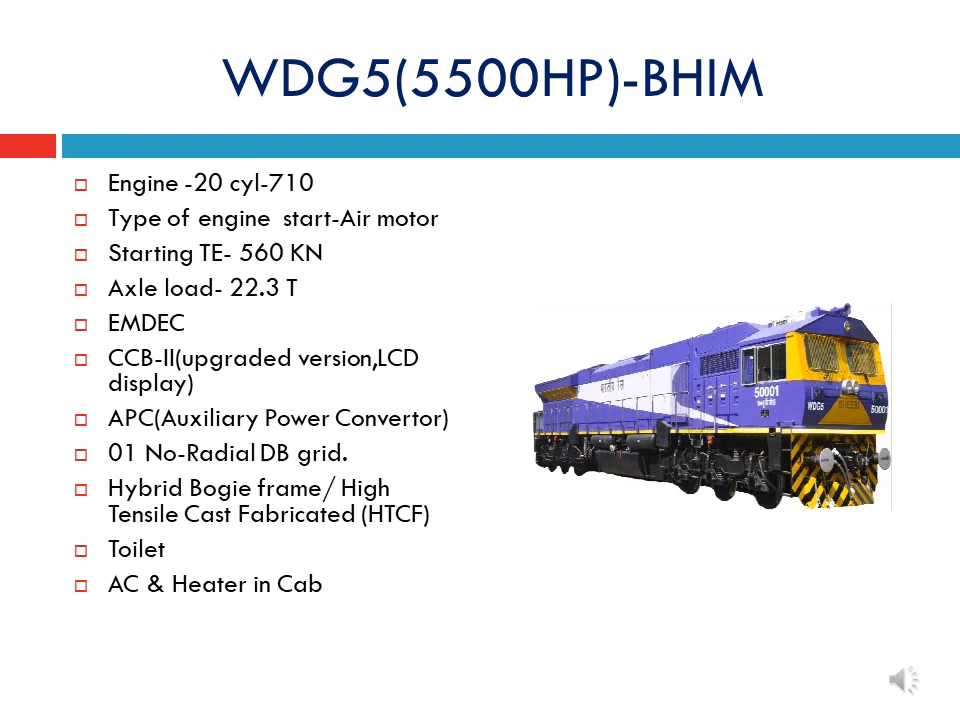 WDG5(5500HP)-BHIM
Engine -20 cyl-710
Type of engine start-Air motor
Starting TE- 560 KN
Axle load- 22.3 T
EMDEC
CCB-II(upgraded version,LCD
display)
APC(Auxiliary Power Convertor)
01 No-Radial DB grid.
Hybrid Bogie frame/ High
Tensile Cast Fabricated (HTCF)
Toilet
AC & Heater in Cab
भारतीय रेल
50001
WDG5
BHEEM
50001